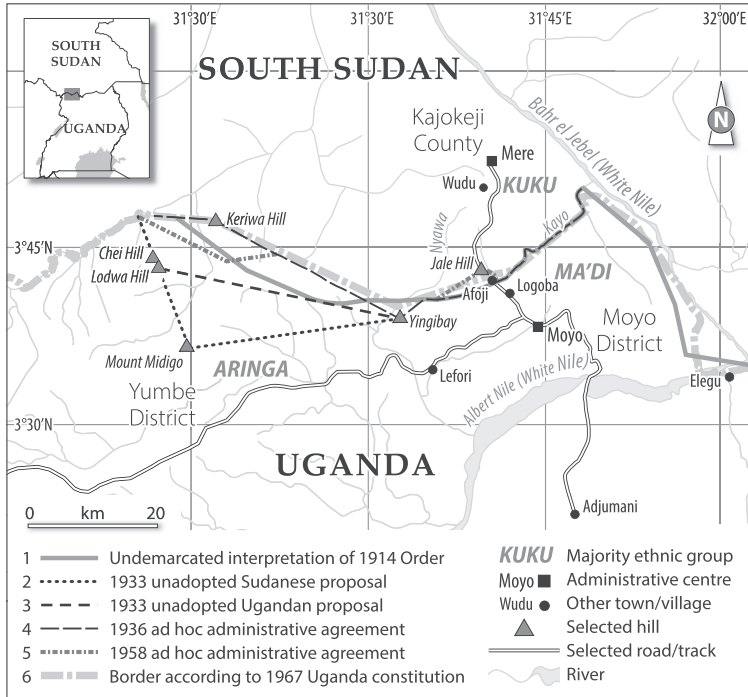 31°30'E
31°30'E
31°45'E
32°00'E
SOUTH
SUDAN
UGANDA
SOUTH SUDAN
N
Kajokeji
County
Mere
Wudu
KUKU
Bahr el Jebel (White Nile)
Keriwa Hill
Nyawa
Kayo
3°45'N
Chei Hill
Lodwa Hill
Jale Hill
MA'DI
Afoji
Logoba
Yingibay
Moyo
Moyo
District
Mount Midigo
ARINGA
Lefori
Albert Nile (White Nile)
Elegu
Yumbe
District
3°30'N
UGANDA
Adjumani
0 km 20
1 Undemarcated interpretation of 1914 Order
2 1933 unadopted Sudanese proposal
3 1933 unadopted Ugandan proposal
4 1936 ad hoc administrative agreement
5 1958 ad hoc administrative agreement
6 Border according to 1967 Uganda constitution
KUKU Majority ethnic group
Moyo Administrative centre
Wudu Other town/village
Selected hill
Selected road/track
River